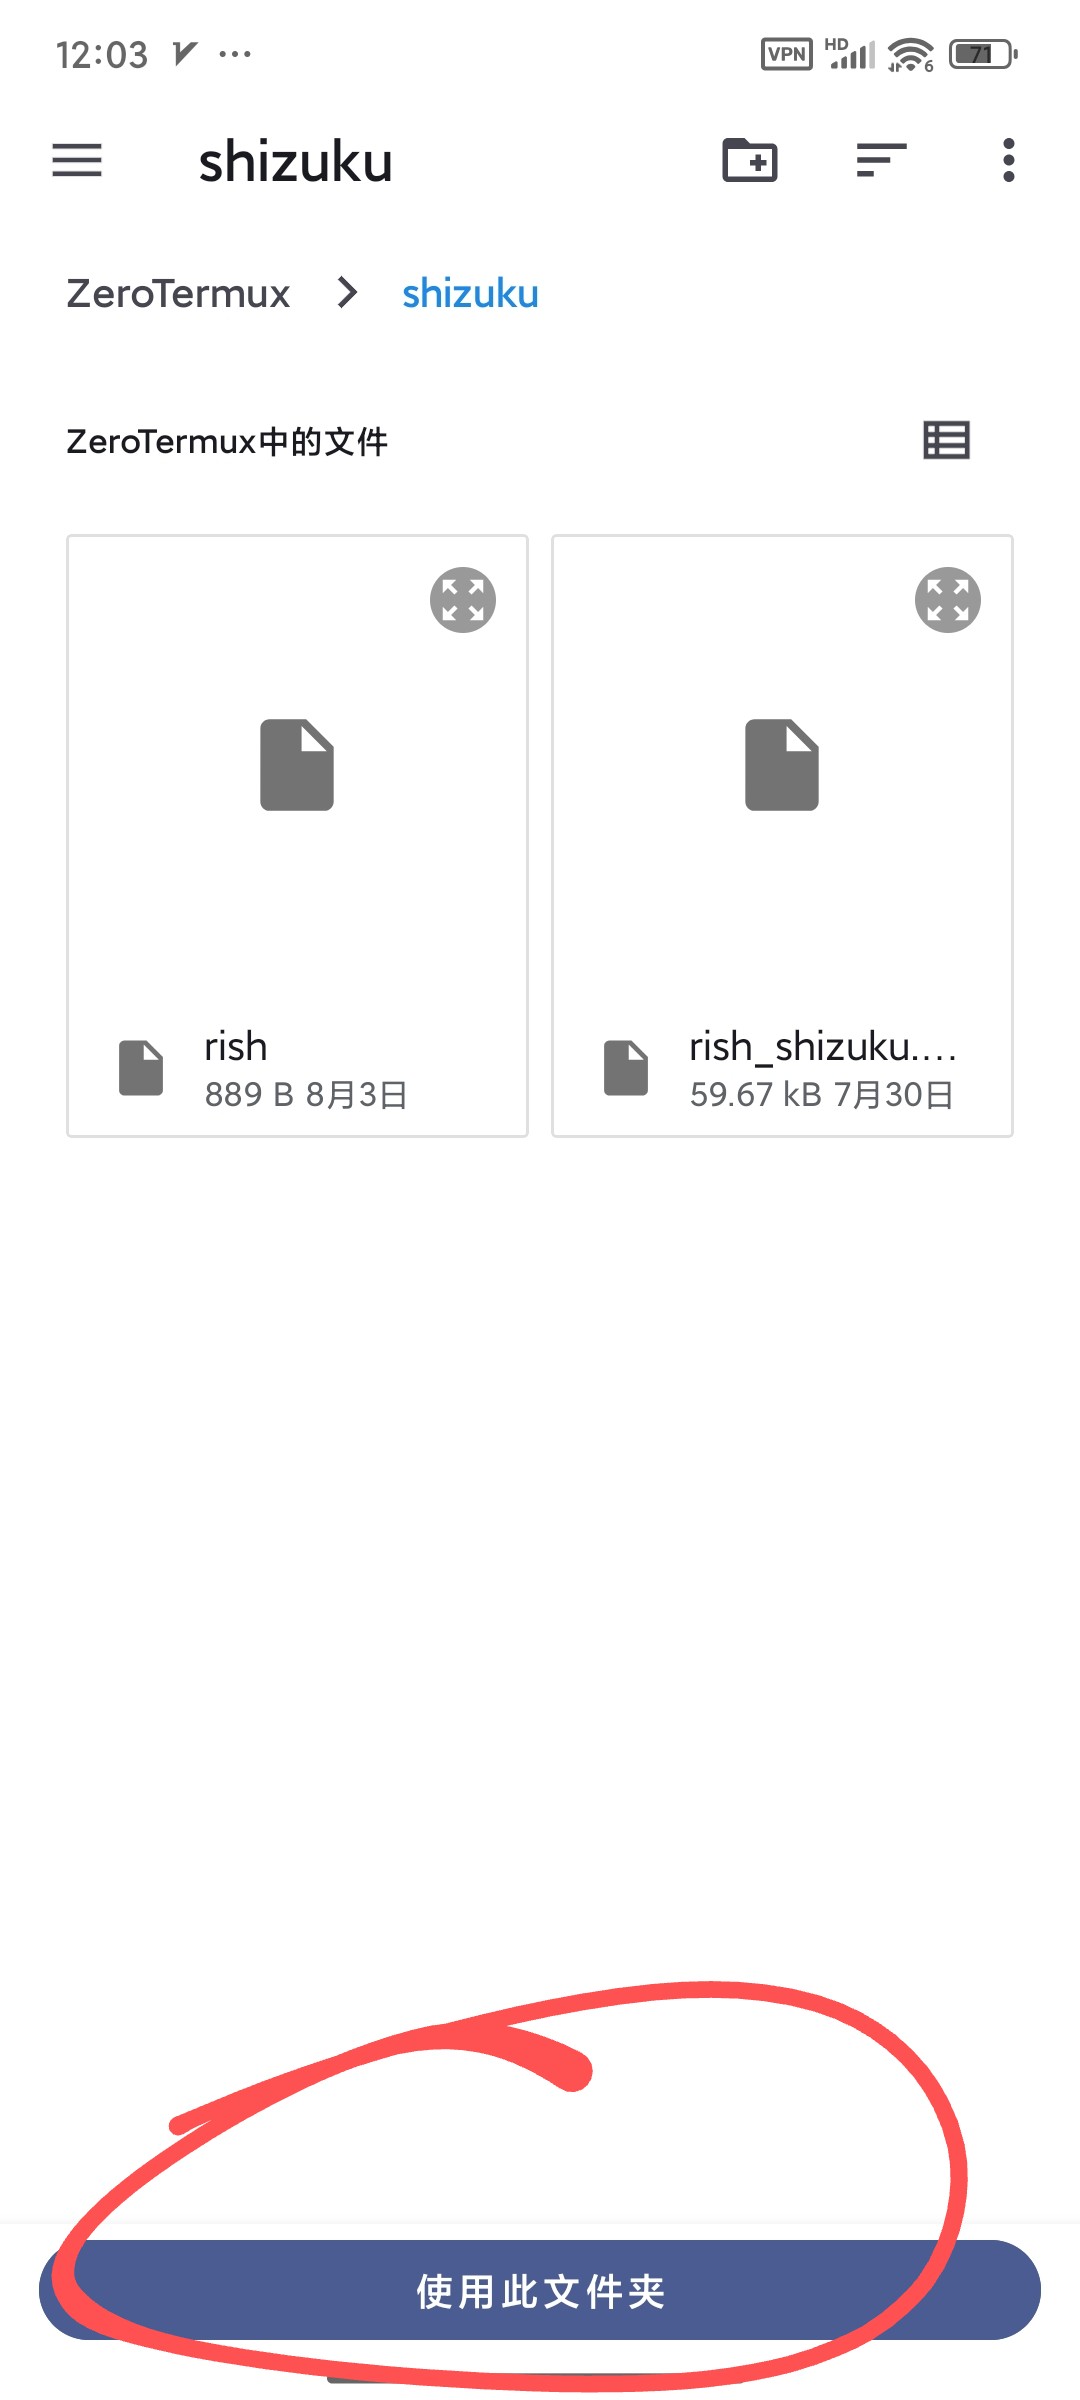 12:03 VPN HD 6 71
shizuku
ZeroTermux > shizuku
ZeroTermux中的文件
rish
889 B 8月3日
rish_shizuku.…
59.67 kB 7月30日
使用此文件夹